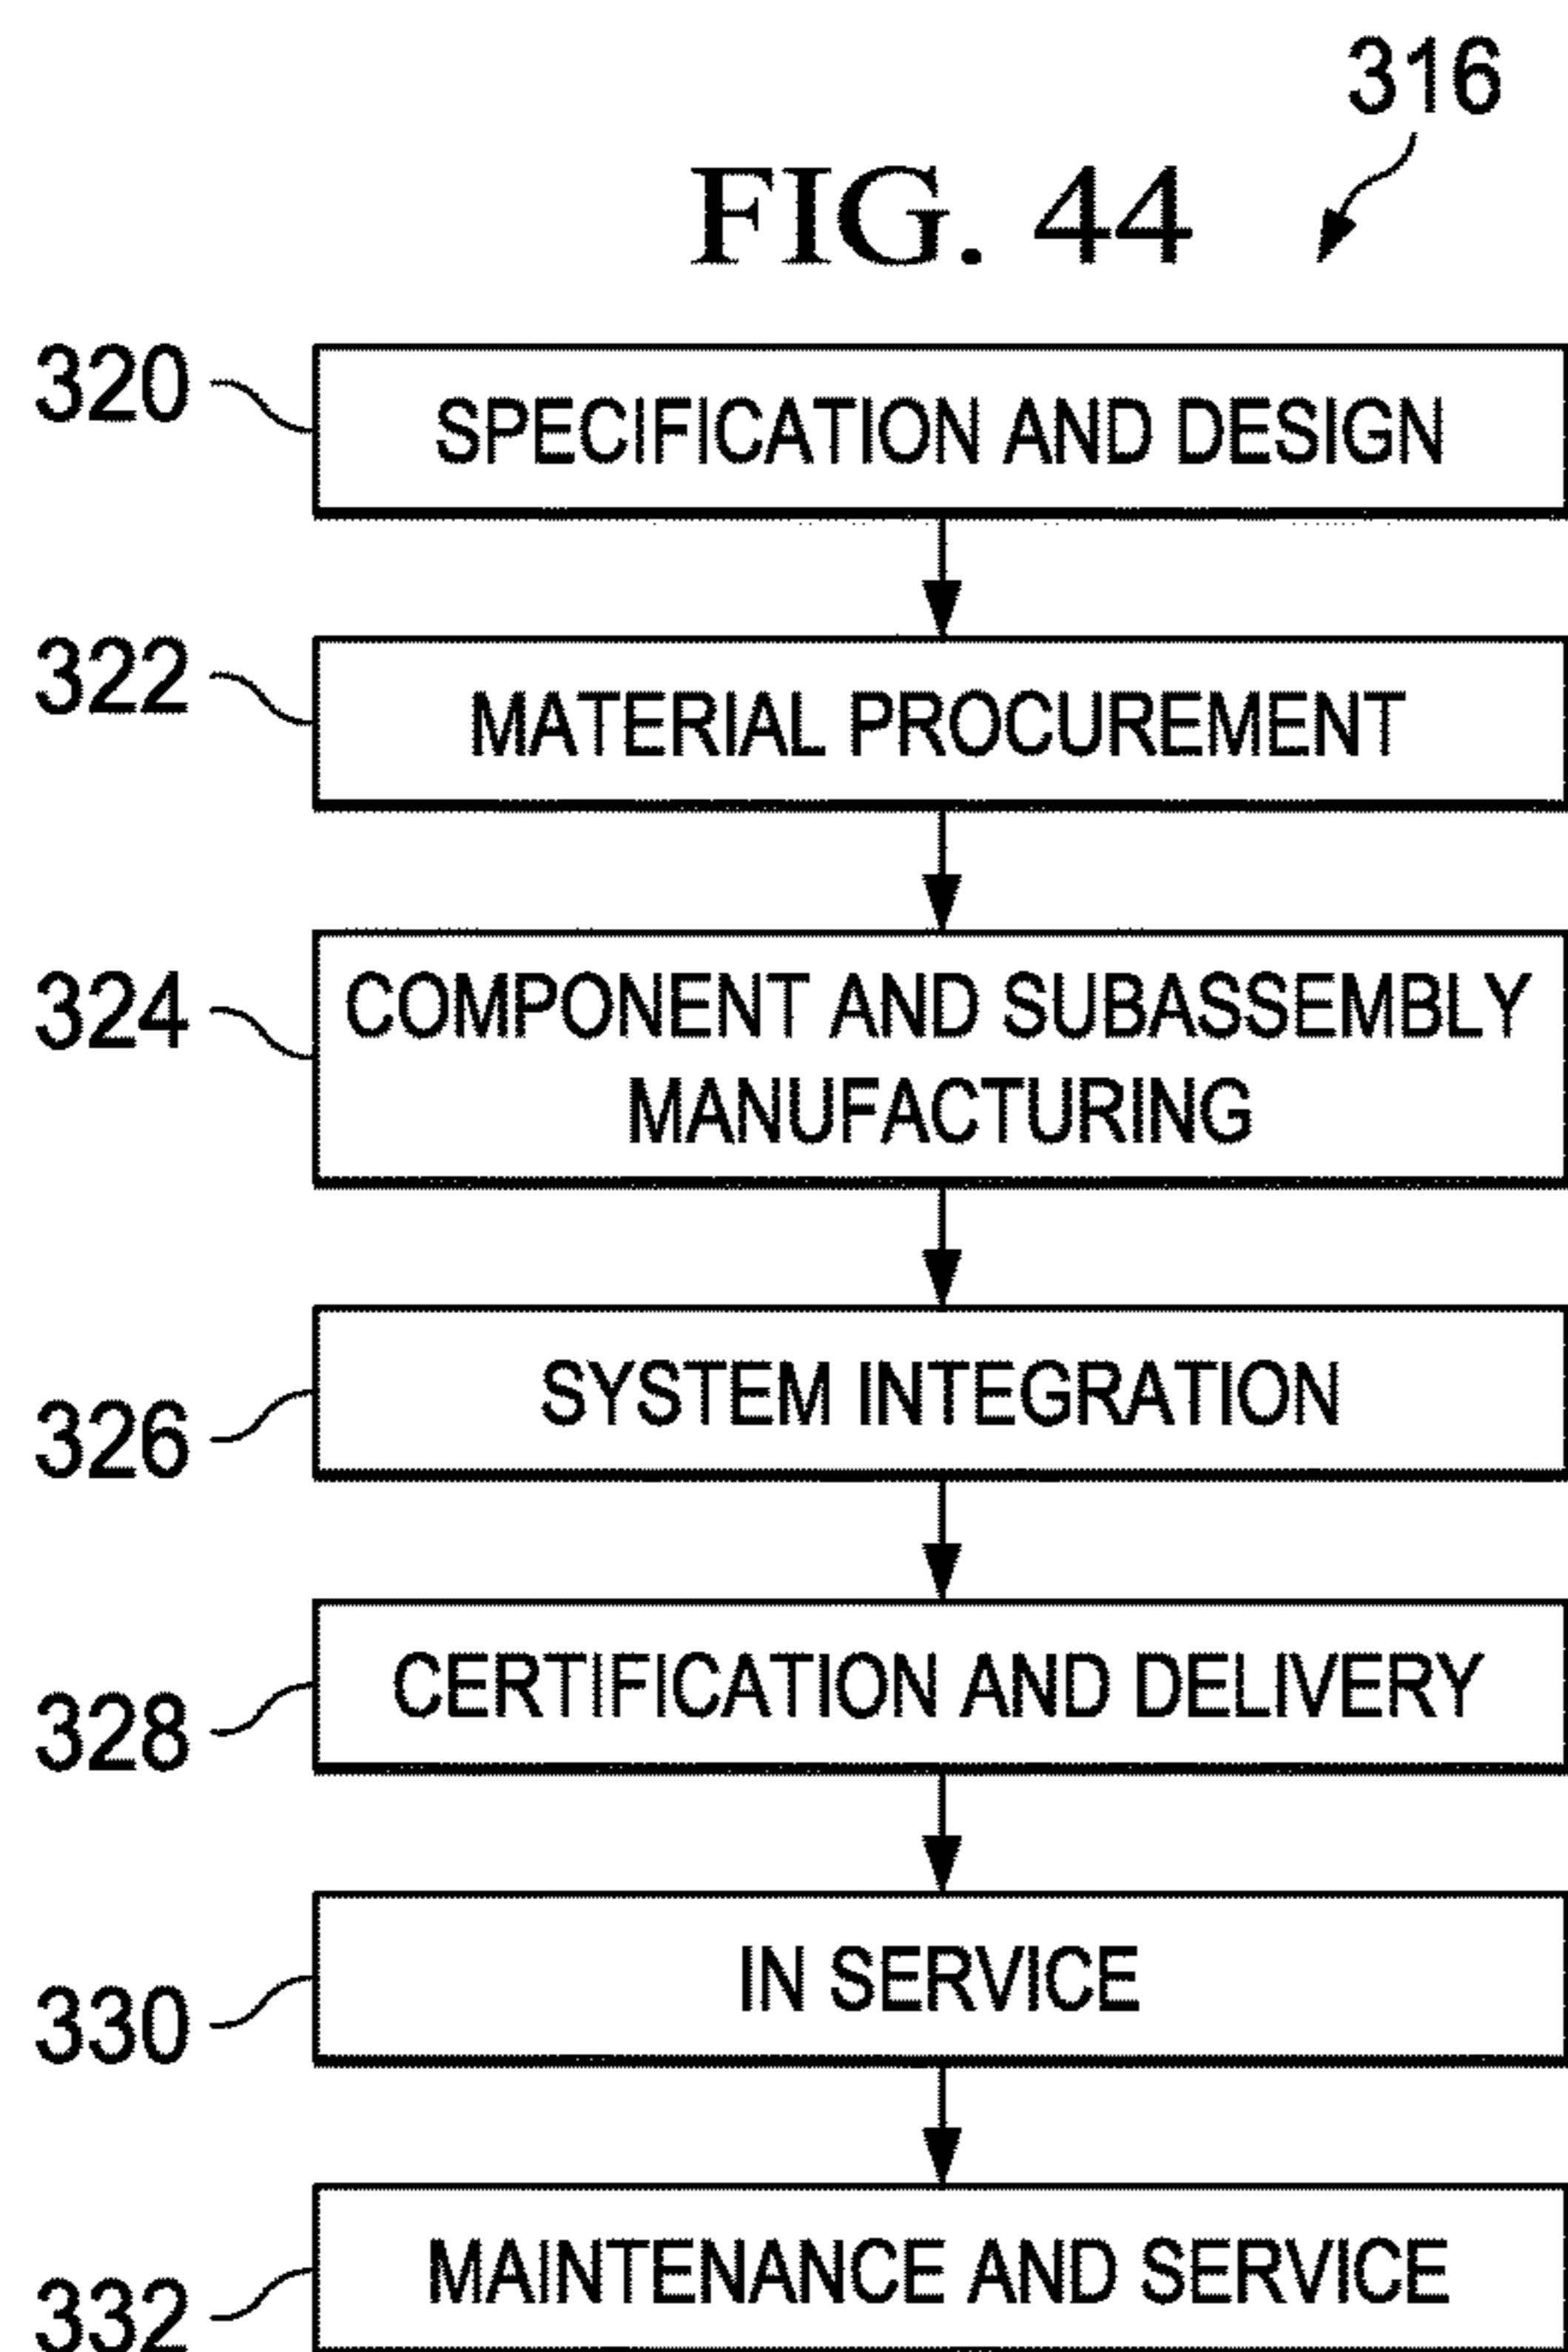 316
FIG. 44
320
SPECIFICATION AND DESIGN
322
MATERIAL PROCUREMENT
324
COMPONENT AND SUBASSEMBLY
MANUFACTURING
326
SYSTEM INTEGRATION
328
CERTIFICATION AND DELIVERY
330
IN SERVICE
332
MAINTENANCE AND SERVICE